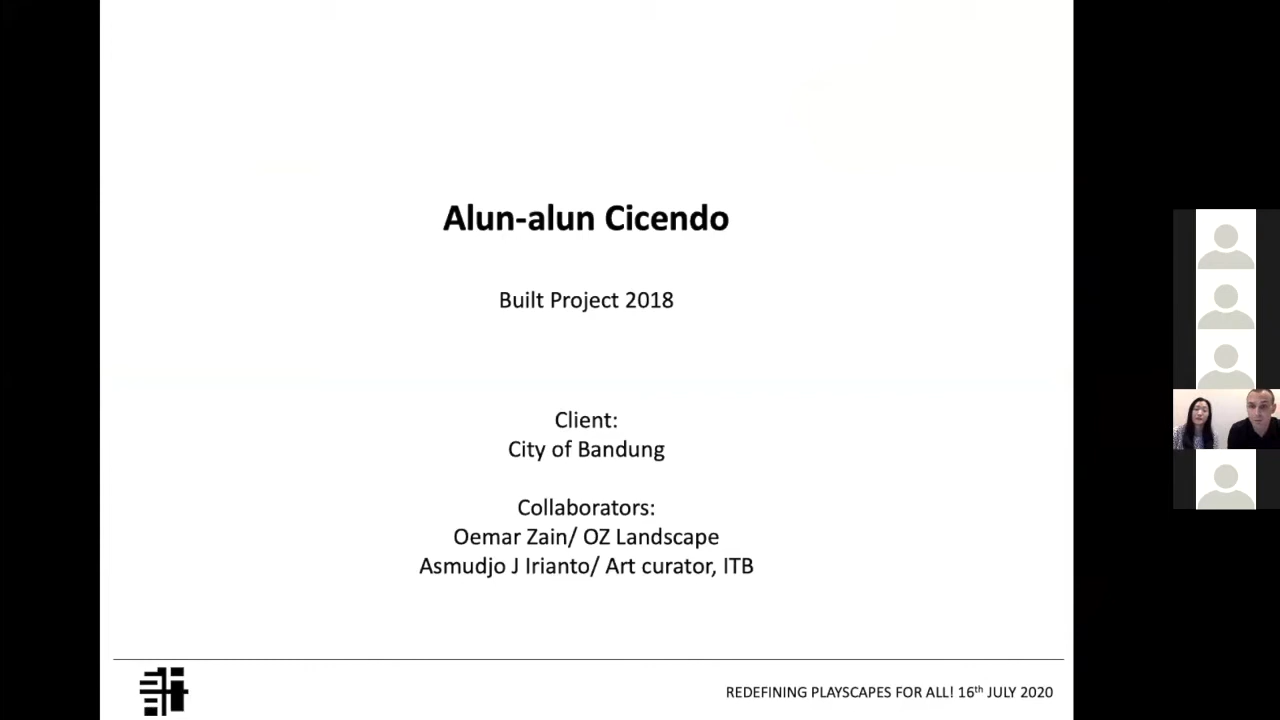 Alun-alun Cicendo
Built Project 2018
Client:
City of Bandung
Collaborators:
Oemar Zain/ OZ Landscape
Asmudjo J Irianto/ Art curator, ITB
REDEFINING PLAYSCAPES FOR ALL! 16th JULY 2020